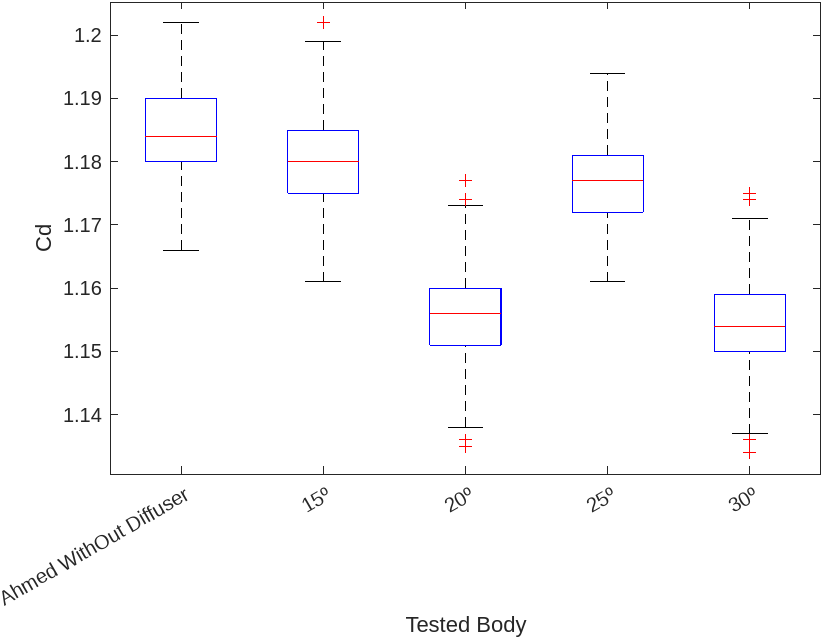 1.2
1.19
1.18
1.17
1.16
1.15
1.14
Cd
Ahmed WithOut Diffuser
15º
20º
25º
30º
Tested Body